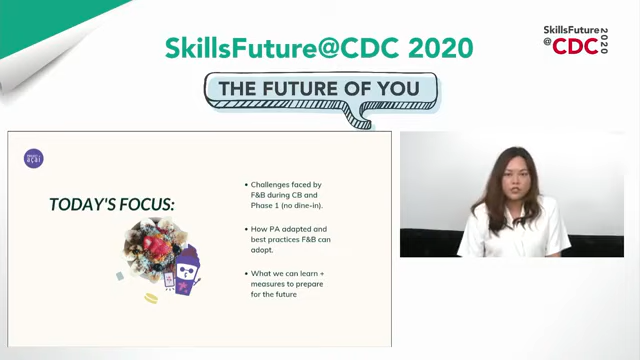 SkillsFuture@CDC 2020
SkillsFuture
@CDC
2020
THE FUTURE OF YOU
PROJECT
AÇAÍ
TODAY'S FOCUS:
• Challenges faced by
F&B during CB and
Phase 1 (no dine-in).
• How PA adapted and
best practices F&B can
adopt.
• What we can learn +
measures to prepare
for the future